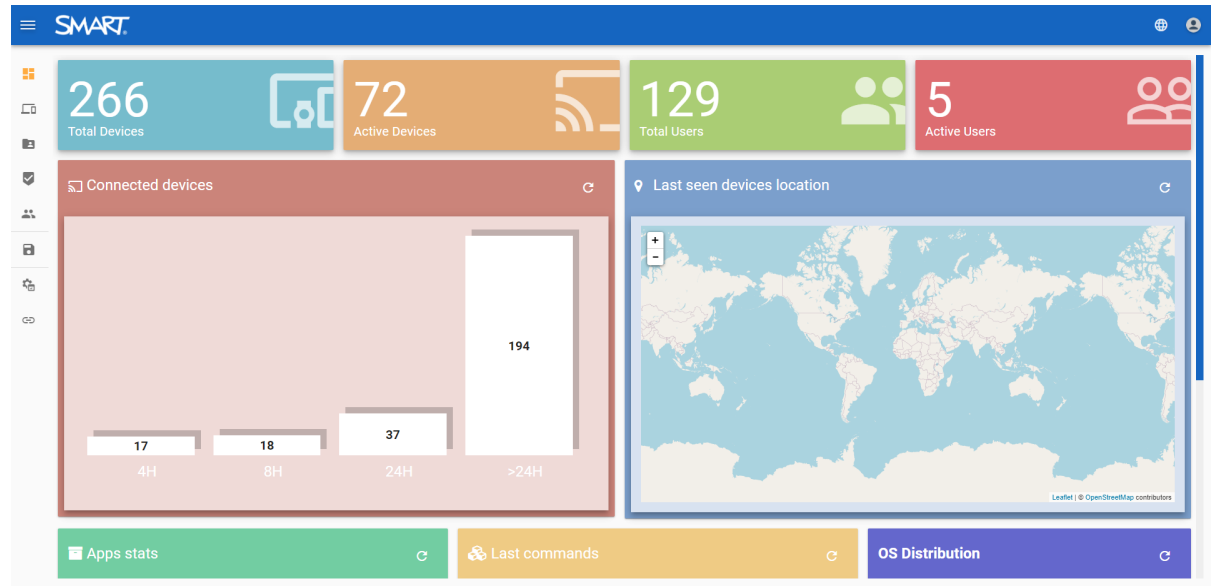 SMART.
266
Total Devices
72
Active Devices
129
Total Users
5
Active Users
Connected devices
17
18
37
194
4H
8H
24H
>24H
Last seen devices location
+
−
Leaflet | © OpenStreetMap contributors
Apps stats
Last commands
OS Distribution